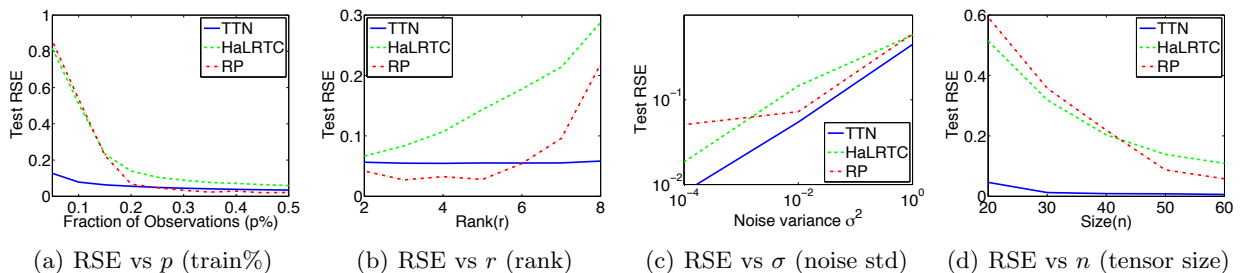 1
0.8
0.6
0.4
0.2
0
Test RSE
TTN
HaLRTC
RP
0.1 0.2 0.3 0.4 0.5
Fraction of Observations (p%)
(a) RSE vs p (train%)
0.3
0.2
0.1
0
Test RSE
TTN
HaLRTC
RP
2 4 6 8
Rank(r)
(b) RSE vs r (rank)
10⁻¹
10⁻²
Test RSE
TTN
HaLRTC
RP
10⁻⁴ 10⁻² 10⁰
Noise variance σ²
(c) RSE vs σ (noise std)
0.6
0.4
0.2
0
Test RSE
TTN
HaLRTC
RP
20 30 40 50 60
Size(n)
(d) RSE vs n (tensor size)